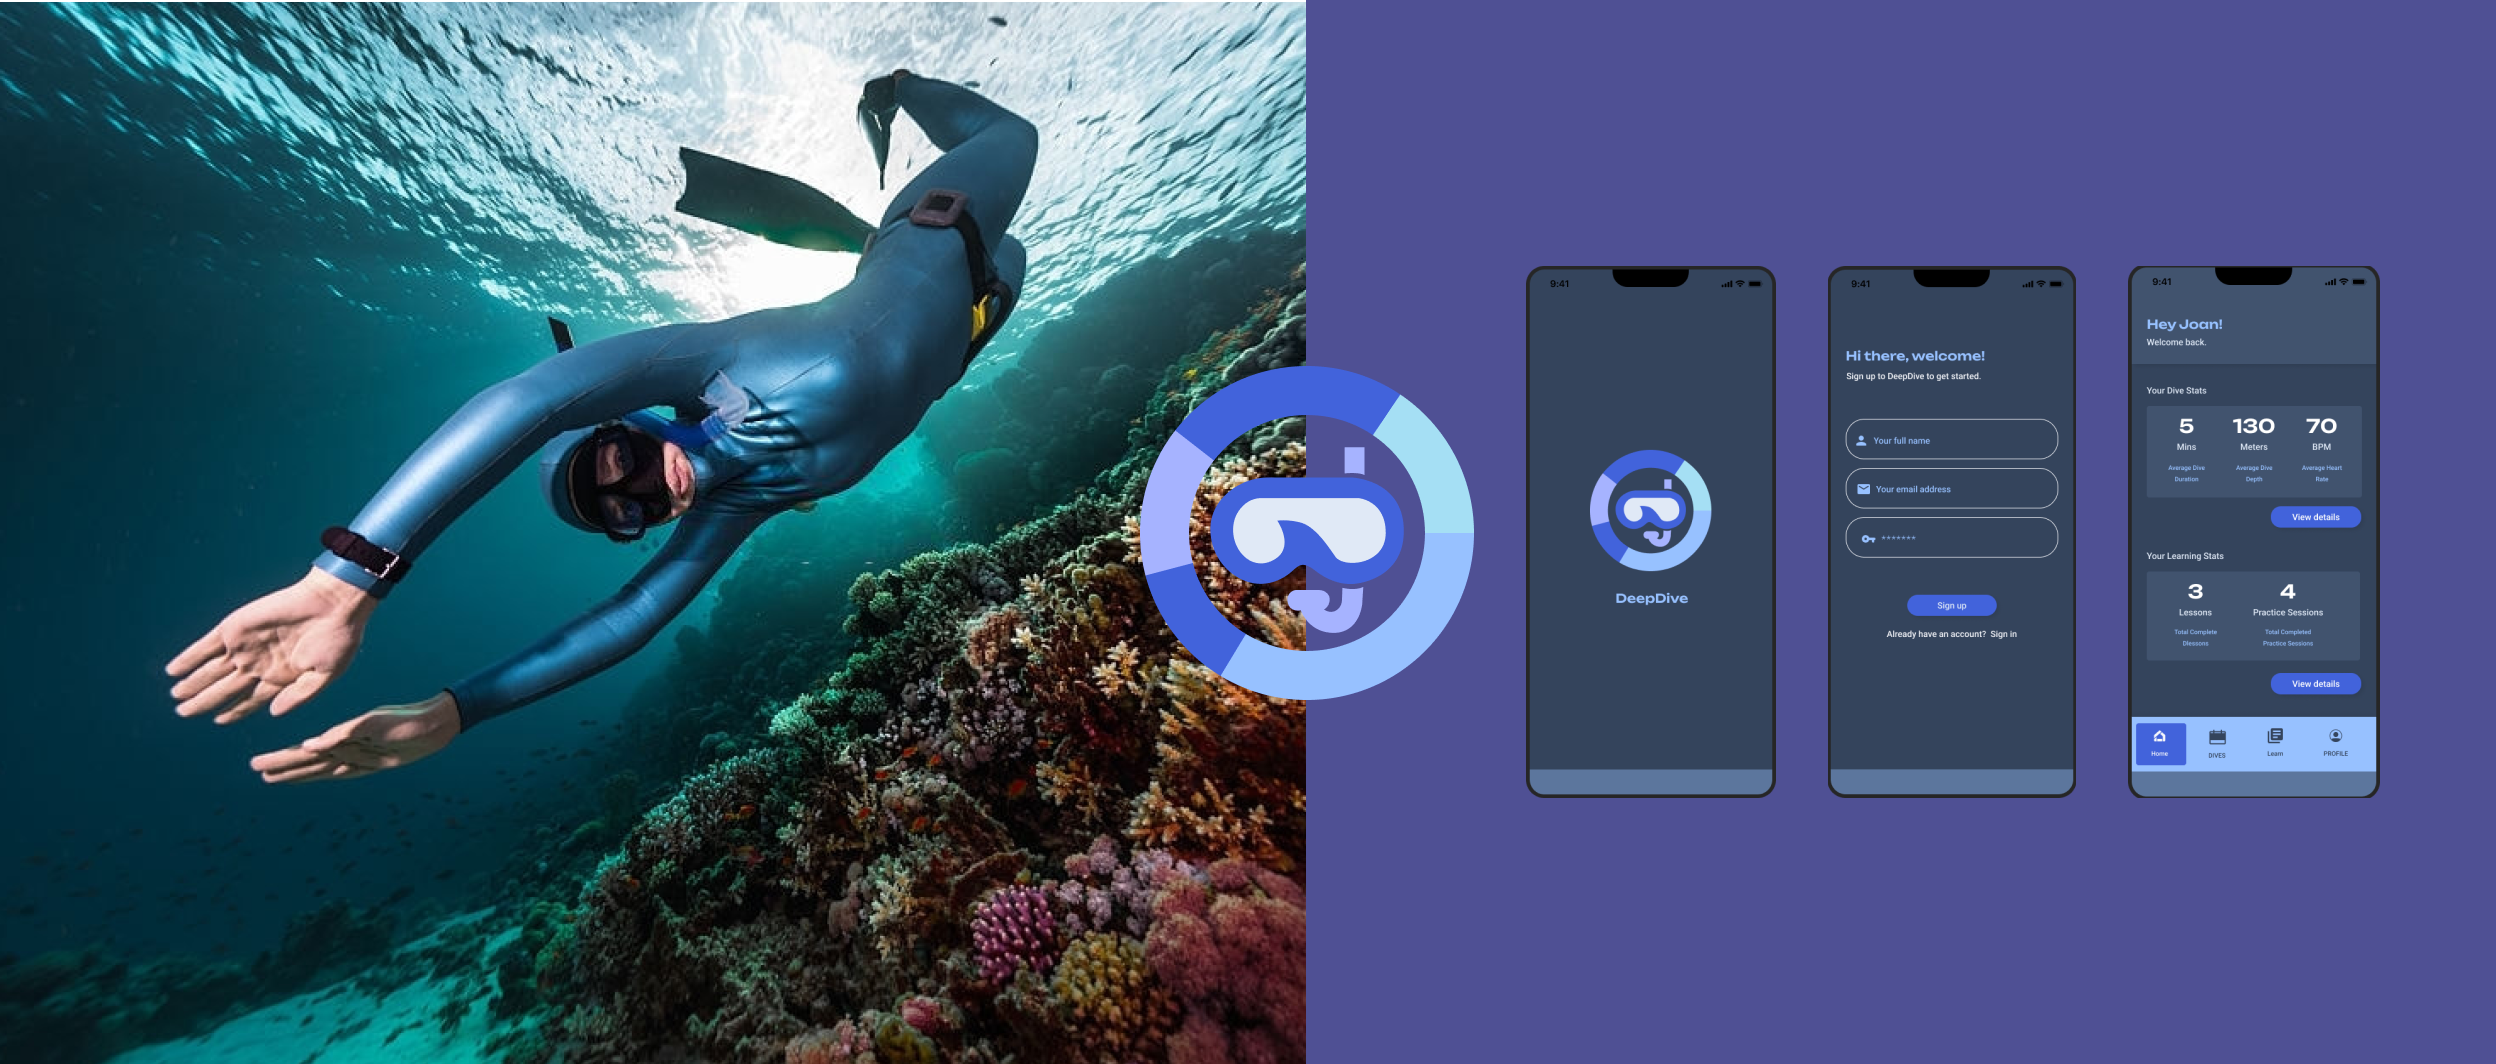 9:41
DeepDive
9:41
Hi there, welcome!
Sign up to DeepDive to get started.
Your full name
Your email address
*******
Sign up
Already have an account? Sign in
9:41
Hey Joan!
Welcome back.
Your Dive Stats
5 130 70
Mins Meters BPM
Average Dive Average Dive Average Heart
Duration Depth Rate
View details
Your Learning Stats
3 4
Lessons Practice Sessions
Total Complete Total Completed
Dlessons Practice Sessions
View details
Home DIVES Learn PROFILE